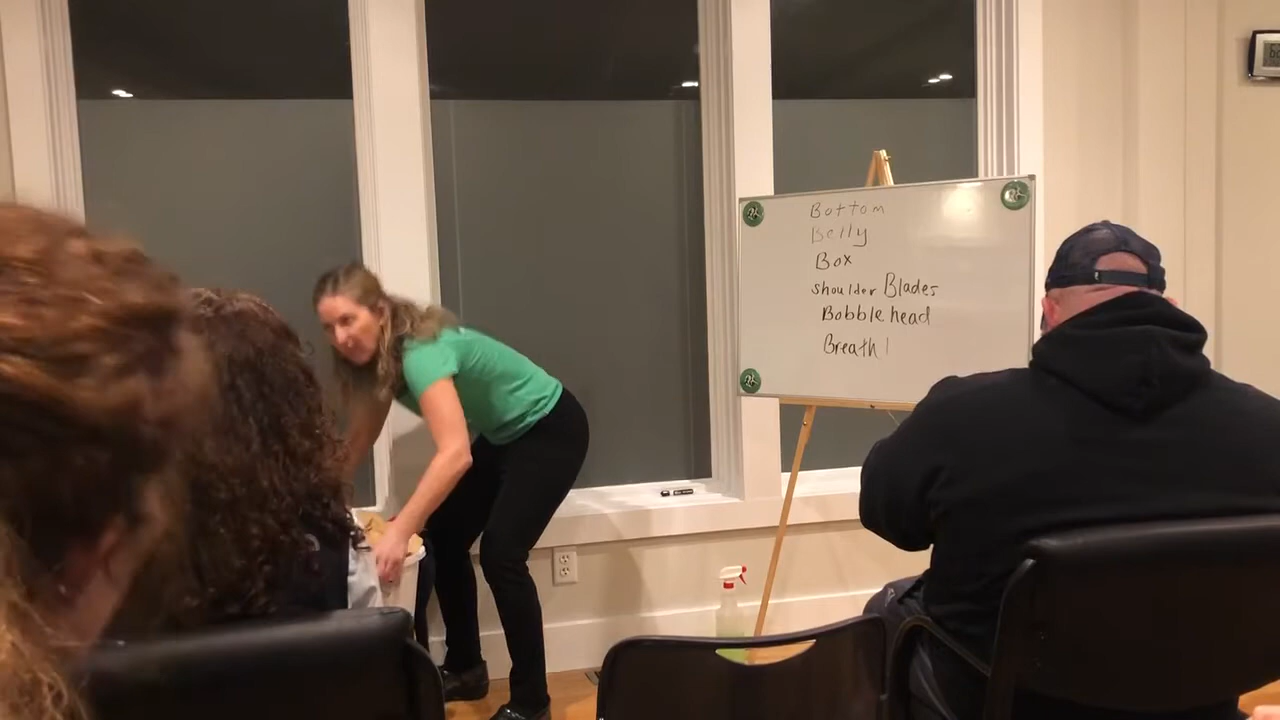 Bottom
Belly
Box
shoulder Blades
Bobble head
Breath!